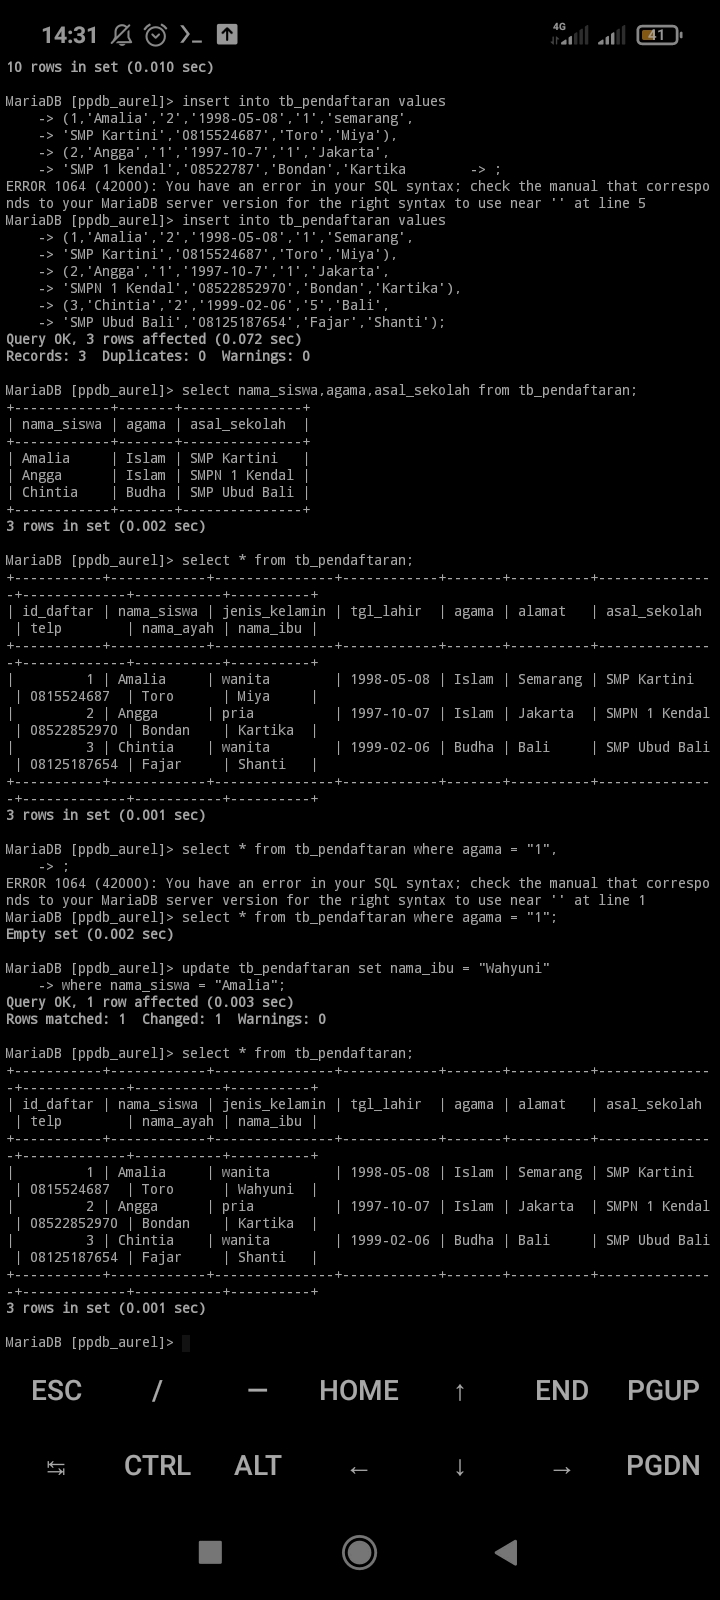 14:31 4G 41
10 rows in set (0.010 sec)
MariaDB [ppdb_aurel]> insert into tb_pendaftaran values
    -> (1,'Amalia','2','1998-05-08','1','semarang',
    -> 'SMP Kartini','0815524687','Toro','Miya'),
    -> (2,'Angga','1','1997-10-7','1','Jakarta',
    -> 'SMP 1 kendal','08522787','Bondan','Kartika        -> ;
ERROR 1064 (42000): You have an error in your SQL syntax; check the manual that correspo
nds to your MariaDB server version for the right syntax to use near '' at line 5
MariaDB [ppdb_aurel]> insert into tb_pendaftaran values
    -> (1,'Amalia','2','1998-05-08','1','Semarang',
    -> 'SMP Kartini','0815524687','Toro','Miya'),
    -> (2,'Angga','1','1997-10-7','1','Jakarta',
    -> 'SMPN 1 Kendal','08522852970','Bondan','Kartika'),
    -> (3,'Chintia','2','1999-02-06','5','Bali',
    -> 'SMP Ubud Bali','08125187654','Fajar','Shanti');
Query OK, 3 rows affected (0.072 sec)
Records: 3  Duplicates: 0  Warnings: 0
MariaDB [ppdb_aurel]> select nama_siswa,agama,asal_sekolah from tb_pendaftaran;
+------------+-------+---------------+
| nama_siswa | agama | asal_sekolah  |
+------------+-------+---------------+
| Amalia     | Islam | SMP Kartini   |
| Angga      | Islam | SMPN 1 Kendal |
| Chintia    | Budha | SMP Ubud Bali |
+------------+-------+---------------+
3 rows in set (0.002 sec)
MariaDB [ppdb_aurel]> select * from tb_pendaftaran;
+-----------+------------+---------------+------------+-------+----------+--------------
-+-------------+-----------+----------+
| id_daftar | nama_siswa | jenis_kelamin | tgl_lahir  | agama | alamat   | asal_sekolah
 | telp        | nama_ayah | nama_ibu |
+-----------+------------+---------------+------------+-------+----------+--------------
-+-------------+-----------+----------+
|         1 | Amalia     | wanita        | 1998-05-08 | Islam | Semarang | SMP Kartini
 | 0815524687  | Toro      | Miya     |
|         2 | Angga      | pria          | 1997-10-07 | Islam | Jakarta  | SMPN 1 Kendal
 | 08522852970 | Bondan    | Kartika  |
|         3 | Chintia    | wanita        | 1999-02-06 | Budha | Bali     | SMP Ubud Bali
 | 08125187654 | Fajar     | Shanti   |
+-----------+------------+---------------+------------+-------+----------+--------------
-+-------------+-----------+----------+
3 rows in set (0.001 sec)
MariaDB [ppdb_aurel]> select * from tb_pendaftaran where agama = "1",
    -> ;
ERROR 1064 (42000): You have an error in your SQL syntax; check the manual that correspo
nds to your MariaDB server version for the right syntax to use near '' at line 1
MariaDB [ppdb_aurel]> select * from tb_pendaftaran where agama = "1";
Empty set (0.002 sec)
MariaDB [ppdb_aurel]> update tb_pendaftaran set nama_ibu = "Wahyuni"
    -> where nama_siswa = "Amalia";
Query OK, 1 row affected (0.003 sec)
Rows matched: 1  Changed: 1  Warnings: 0
MariaDB [ppdb_aurel]> select * from tb_pendaftaran;
+-----------+------------+---------------+------------+-------+----------+--------------
-+-------------+-----------+----------+
| id_daftar | nama_siswa | jenis_kelamin | tgl_lahir  | agama | alamat   | asal_sekolah
 | telp        | nama_ayah | nama_ibu |
+-----------+------------+---------------+------------+-------+----------+--------------
-+-------------+-----------+----------+
|         1 | Amalia     | wanita        | 1998-05-08 | Islam | Semarang | SMP Kartini
 | 0815524687  | Toro      | Wahyuni  |
|         2 | Angga      | pria          | 1997-10-07 | Islam | Jakarta  | SMPN 1 Kendal
 | 08522852970 | Bondan    | Kartika  |
|         3 | Chintia    | wanita        | 1999-02-06 | Budha | Bali     | SMP Ubud Bali
 | 08125187654 | Fajar     | Shanti   |
+-----------+------------+---------------+------------+-------+----------+--------------
-+-------------+-----------+----------+
3 rows in set (0.001 sec)
MariaDB [ppdb_aurel]>
ESC / — HOME ↑ END PGUP
↹ CTRL ALT ← ↓ → PGDN